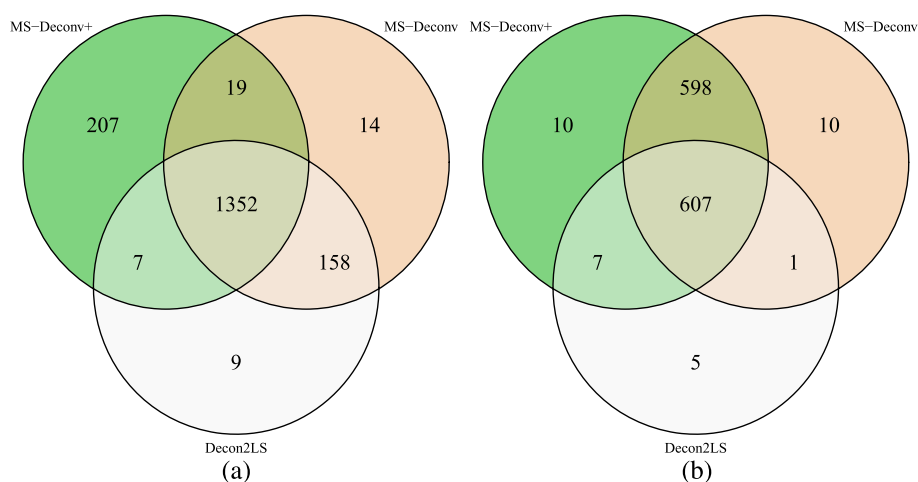 MS−Deconv+ MS−Deconv MS−Deconv+ MS−Deconv
19 598
207 14 10 10
1352 607
7 158 7 1
9 5
Decon2LS Decon2LS
(a) (b)